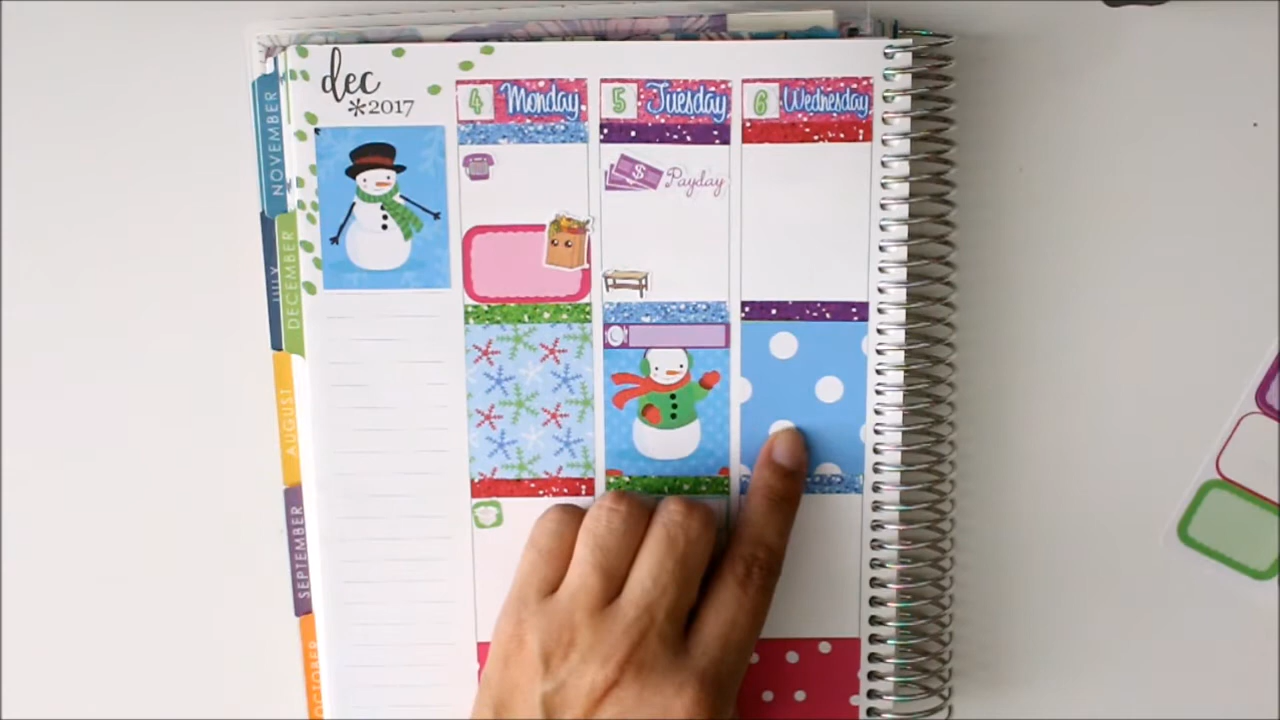 dec
*2017
4 Monday
5 Tuesday
6 Wednesday
$ Payday
NOVEMBER
DECEMBER
JULY
AUGUST
SEPTEMBER
OCTOBER